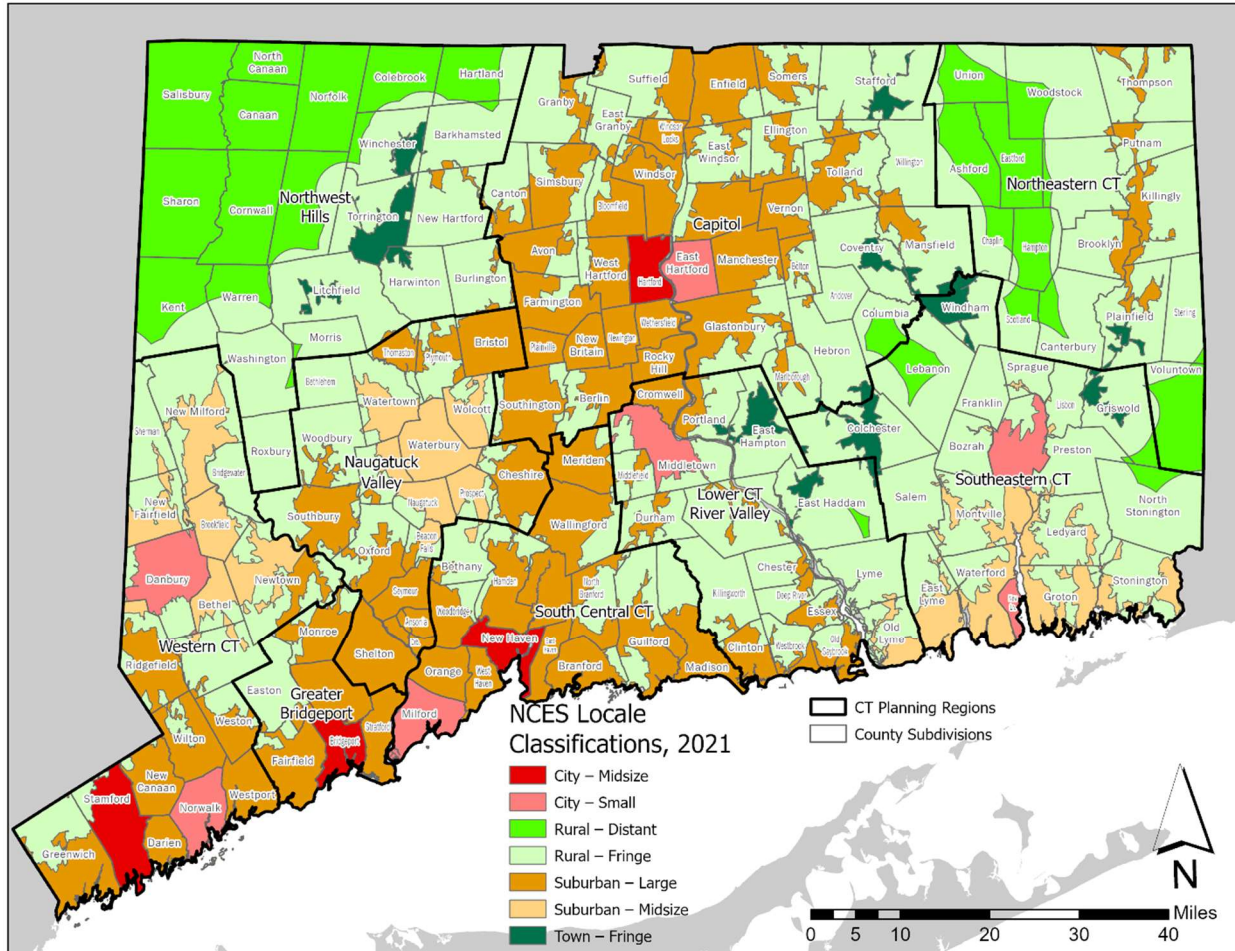 North
Canaan
Colebrook
Hartland
Salisbury
Canaan
Norfolk
Suffield
Enfield
Somers
Stafford
Union
Woodstock
Thompson
Granby
East
Granby
Windsor
Locks
East
Windsor
Ellington
Winchester
Barkhamsted
Putnam
Willington
Ashford
Eastford
Simsbury
Windsor
Tolland
Northeastern CT
Killingly
Sharon
Cornwall
Northwest
Hills
Torrington
New Hartford
Canton
Bloomfield
Capitol
Vernon
Coventry
Mansfield
Chaplin
Hampton
Brooklyn
Avon
West
Hartford
Hartford
East
Hartford
Manchester
Bolton
Kent
Warren
Litchfield
Harwinton
Burlington
Farmington
Andover
Columbia
Windham
Scotland
Plainfield
Sterling
Canterbury
Morris
Washington
Bristol
Plainville
New
Britain
Newington
Wethersfield
Glastonbury
Rocky
Hill
Hebron
Marlborough
Lebanon
Sprague
Voluntown
Bethlehem
Thomaston
Plymouth
Southington
Berlin
Cromwell
Portland
East
Hampton
Colchester
Franklin
Lisbon
Griswold
New Milford
Sherman
Watertown
Wolcott
Waterbury
Woodbury
Roxbury
Bridgewater
Naugatuck
Valley
Cheshire
Meriden
Middletown
Middlefield
Bozrah
Preston
Southeastern CT
New
Fairfield
Brookfield
Southbury
Naugatuck
Prospect
Wallingford
Durham
Lower CT
River Valley
East Haddam
Salem
Montville
North
Stonington
Ledyard
Danbury
Newtown
Oxford
Beacon
Falls
Bethany
Hamden
North
Branford
Killingworth
Chester
Deep River
Lyme
East
Lyme
Waterford
Groton
Stonington
Bethel
Seymour
Woodbridge
South Central CT
Essex
Old
Lyme
Western CT
Monroe
Ansonia
Shelton
New Haven
Guilford
Madison
Clinton
Westbrook
Old
Saybrook
Ridgefield
Easton
Greater
Bridgeport
Orange
West
Haven
Branford
Weston
Wilton
Fairfield
Bridgeport
Stratford
Milford
New
Canaan
Westport
Stamford
Norwalk
Darien
Greenwich
NCES Locale
Classifications, 2021
City – Midsize
City – Small
Rural – Distant
Rural – Fringe
Suburban – Large
Suburban – Midsize
Town – Fringe
CT Planning Regions
County Subdivisions
N
Miles
0 5 10 20 30 40